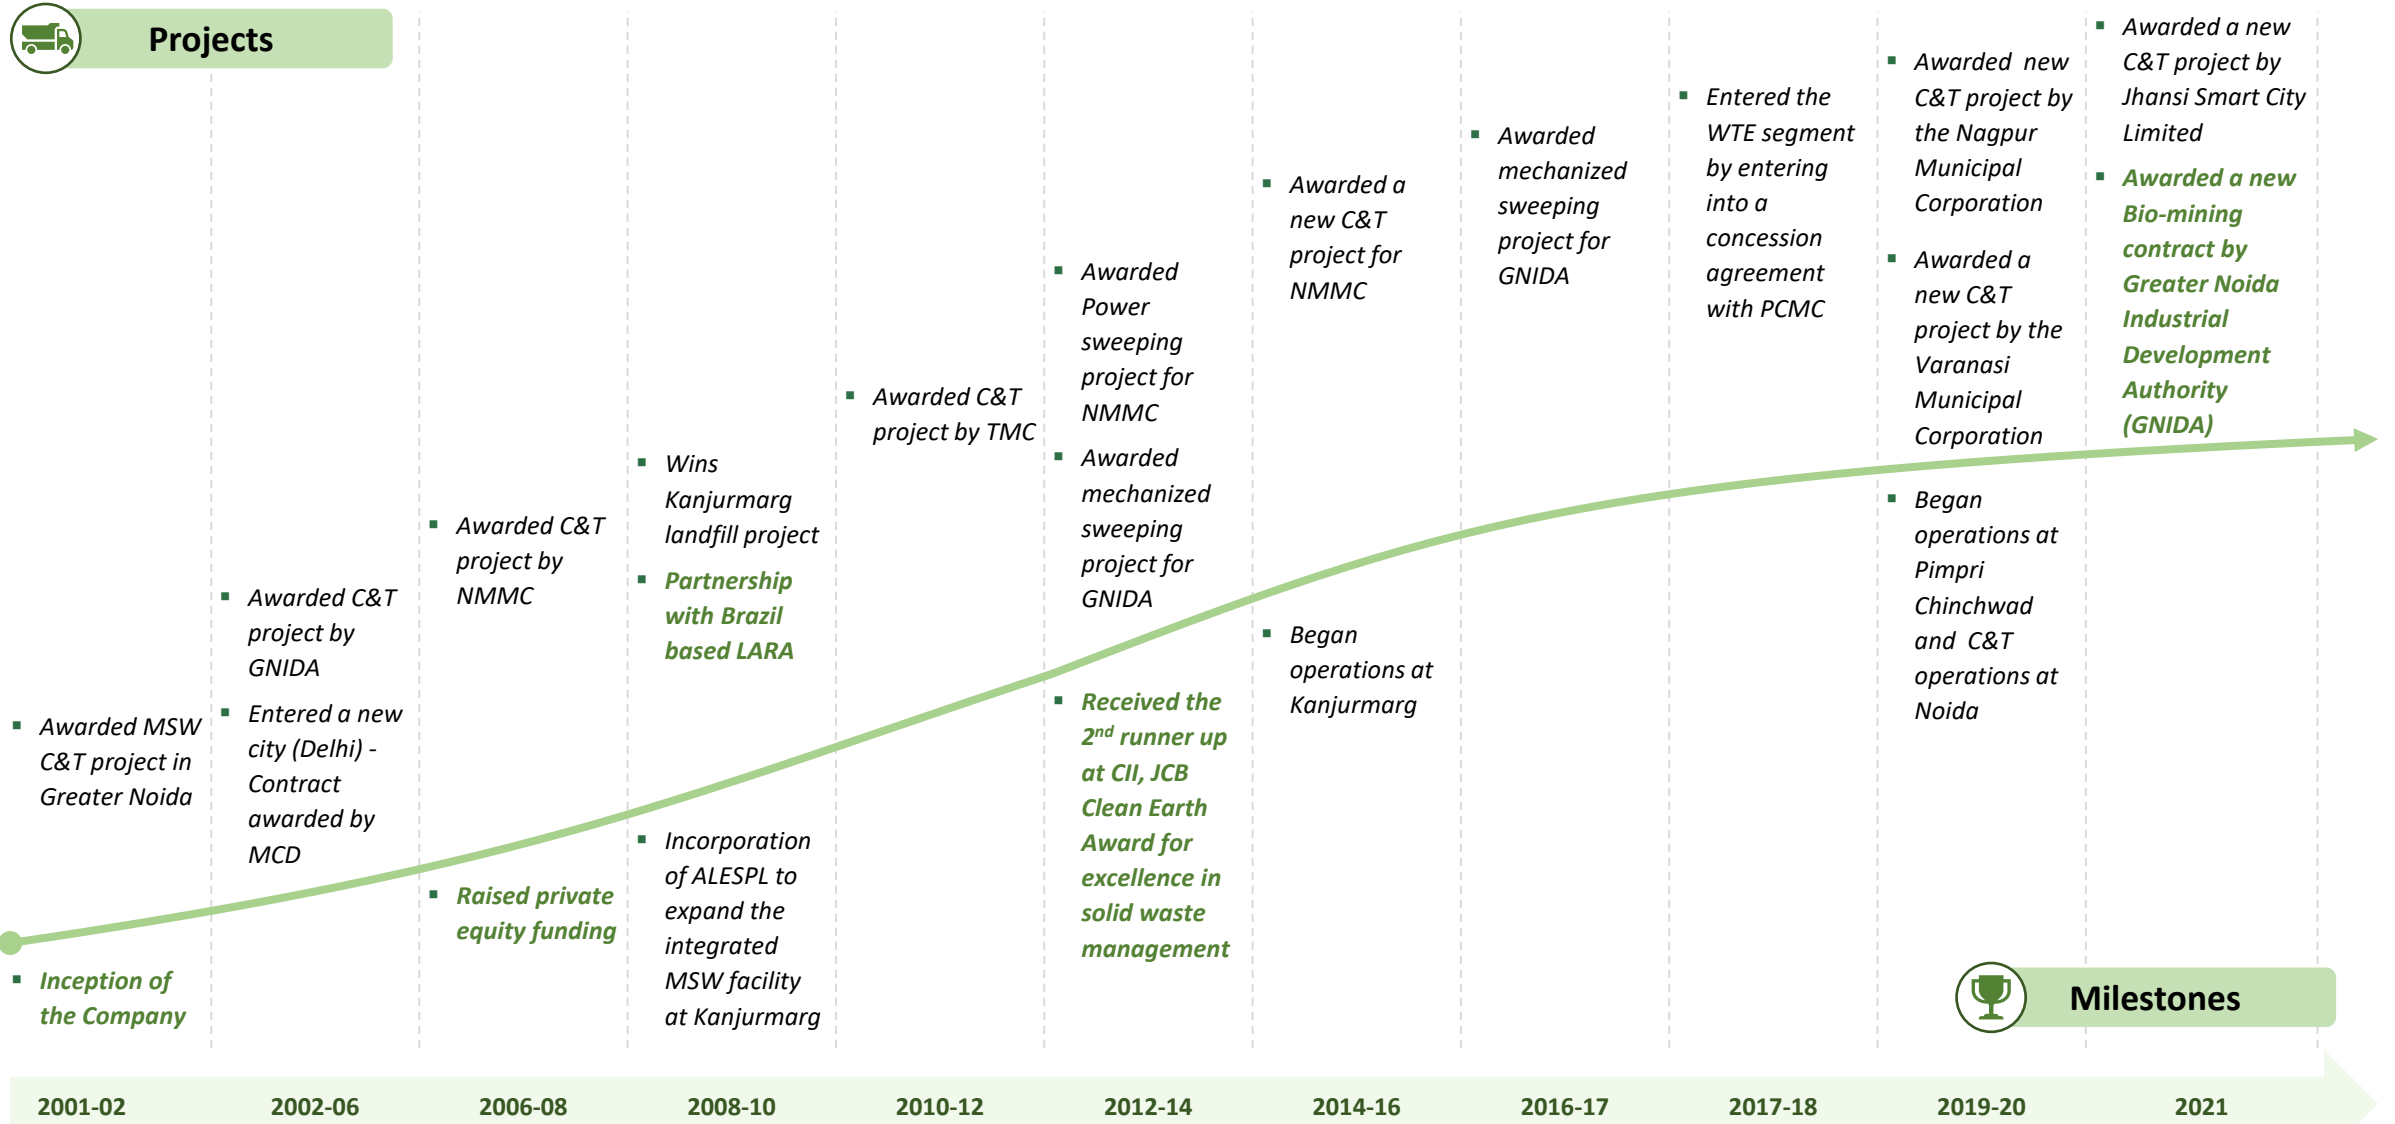 Projects
Awarded MSW
C&T project in
Greater Noida
Inception of
the Company
Awarded C&T
project by
GNIDA
Entered a new
city (Delhi) -
Contract
awarded by
MCD
Awarded C&T
project by
NMMC
Raised private
equity funding
Wins
Kanjurmarg
landfill project
Partnership
with Brazil
based LARA
Incorporation
of ALESPL to
expand the
integrated
MSW facility
at Kanjurmarg
Awarded C&T
project by TMC
Awarded
Power
sweeping
project for
NMMC
Awarded
mechanized
sweeping
project for
GNIDA
Received the
2nd runner up
at CII, JCB
Clean Earth
Award for
excellence in
solid waste
management
Awarded a
new C&T
project for
NMMC
Began
operations at
Kanjurmarg
Awarded
mechanized
sweeping
project for
GNIDA
Entered the
WTE segment
by entering
into a
concession
agreement
with PCMC
Awarded new
C&T project by
the Nagpur
Municipal
Corporation
Awarded a
new C&T
project by the
Varanasi
Municipal
Corporation
Began
operations at
Pimpri
Chinchwad
and C&T
operations at
Noida
Awarded a new
C&T project by
Jhansi Smart City
Limited
Awarded a new
Bio-mining
contract by
Greater Noida
Industrial
Development
Authority
(GNIDA)
Milestones
2001-02
2002-06
2006-08
2008-10
2010-12
2012-14
2014-16
2016-17
2017-18
2019-20
2021